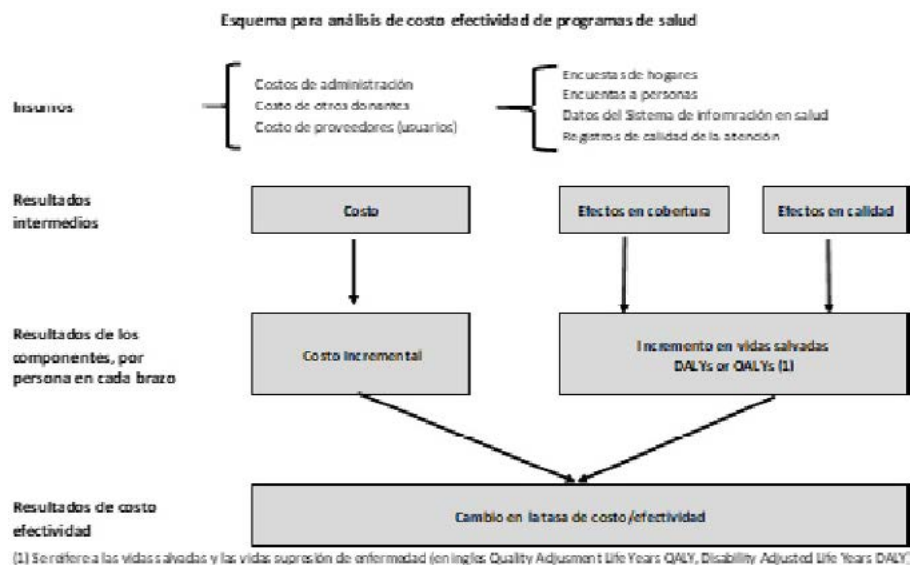 Esquema para análisis de costo efectividad de programas de salud
Insumos
Costos de administración
Costo de otros donantes
Costo de proveedores (usuarios)
Encuestas de hogares
Encuentas a personas
Datos del Sistema de información en salud
Registros de calidad de la atención
Resultados
intermedios
Costo
Efectos en cobertura
Efectos en calidad
Resultados de los
componentes, por
persona en cada brazo
Costo Incremental
Incremento en vidas salvadas
DALYs or QALYs (1)
Resultados de costo
efectividad
Cambio en la tasa de costo/efectividad
(1) Se refiere a las vidas salvadas y las vidas supresión de enfermedad (en ingles Quality Adjusment Life Years QALY, Disability Adjusted Life Years DALY)